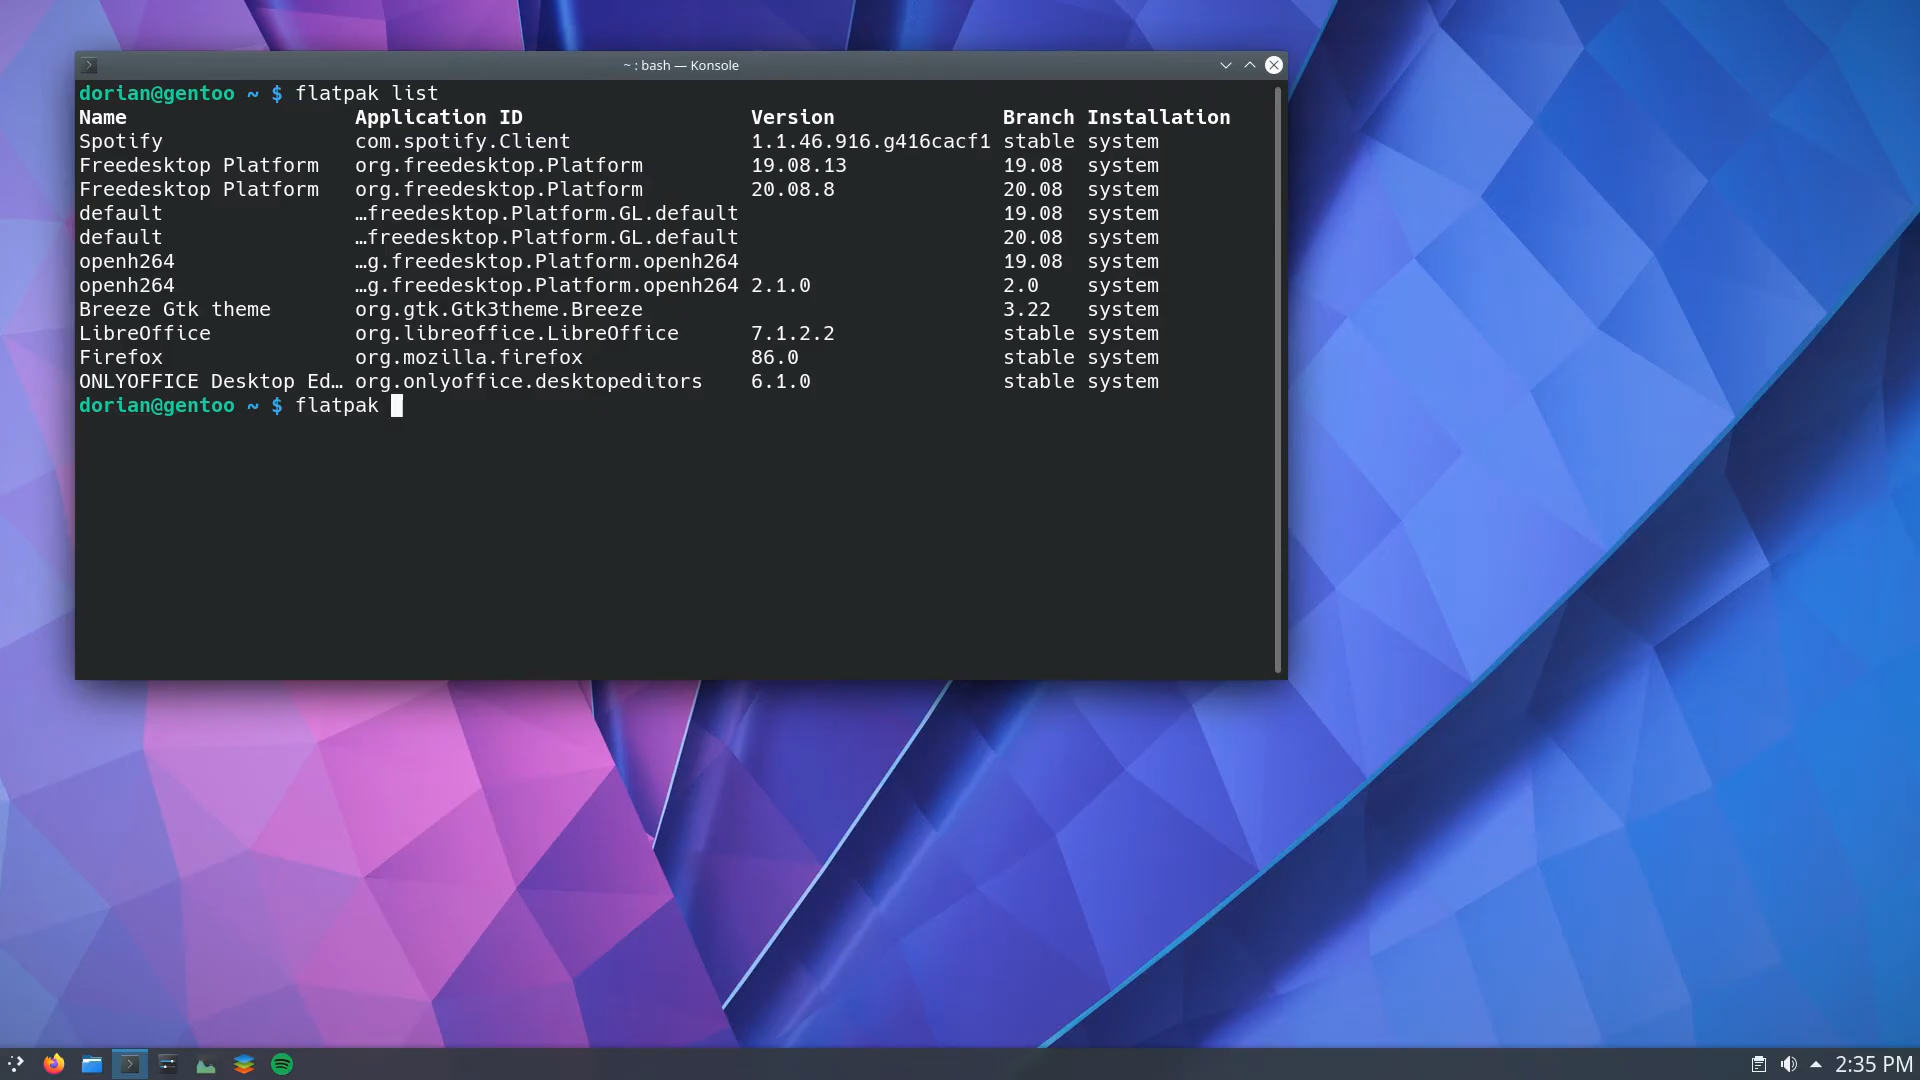 ~ : bash — Konsole
dorian@gentoo ~ $ flatpak list
Name Application ID Version Branch Installation
Spotify com.spotify.Client 1.1.46.916.g416cacf1 stable system
Freedesktop Platform org.freedesktop.Platform 19.08.13 19.08 system
Freedesktop Platform org.freedesktop.Platform 20.08.8 20.08 system
default …freedesktop.Platform.GL.default 19.08 system
default …freedesktop.Platform.GL.default 20.08 system
openh264 …g.freedesktop.Platform.openh264 19.08 system
openh264 …g.freedesktop.Platform.openh264 2.1.0 2.0 system
Breeze Gtk theme org.gtk.Gtk3theme.Breeze 3.22 system
LibreOffice org.libreoffice.LibreOffice 7.1.2.2 stable system
Firefox org.mozilla.firefox 86.0 stable system
ONLYOFFICE Desktop Ed… org.onlyoffice.desktopeditors 6.1.0 stable system
dorian@gentoo ~ $ flatpak
2:35 PM